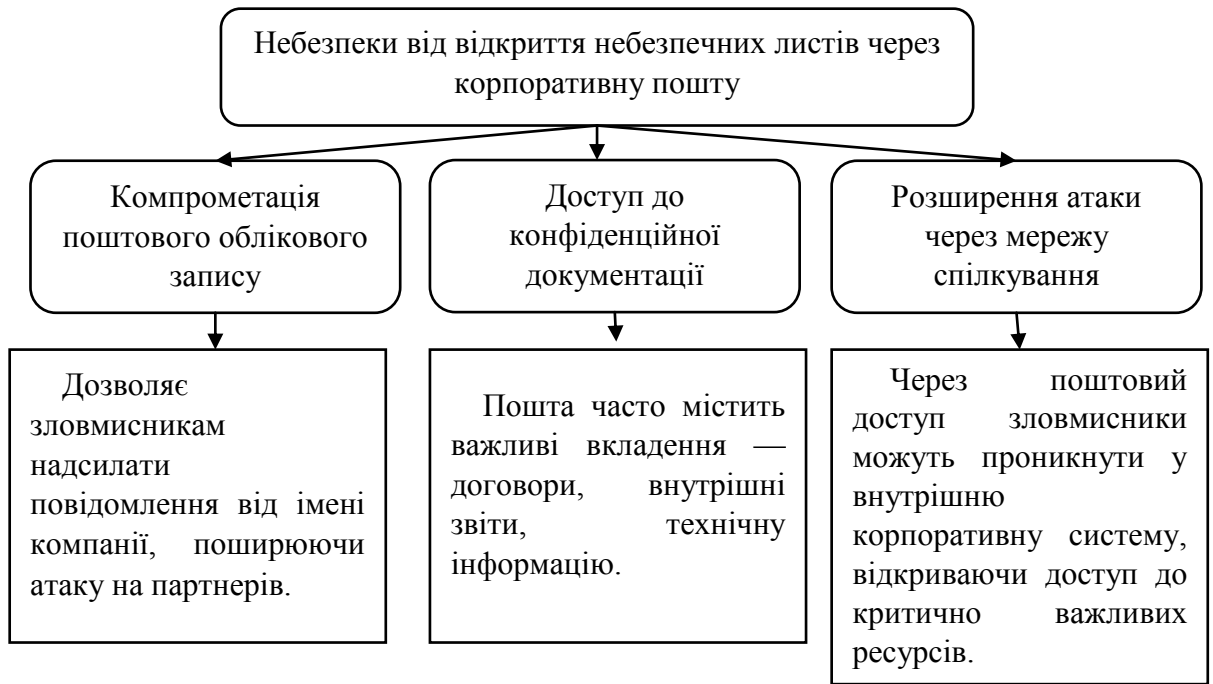 Небезпеки від відкриття небезпечних листів через
корпоративну пошту
Компрометація
поштового облікового
запису
Доступ до
конфіденційної
документації
Розширення атаки
через мережу
спілкування
Дозволяє
зловмисникам
надсилати
повідомлення від імені
компанії, поширюючи
атаку на партнерів.
Пошта часто містить
важливі вкладення —
договори, внутрішні
звіти, технічну
інформацію.
Через поштовий
доступ зловмисники
можуть проникнути у
внутрішню
корпоративну систему,
відкриваючи доступ до
критично важливих
ресурсів.